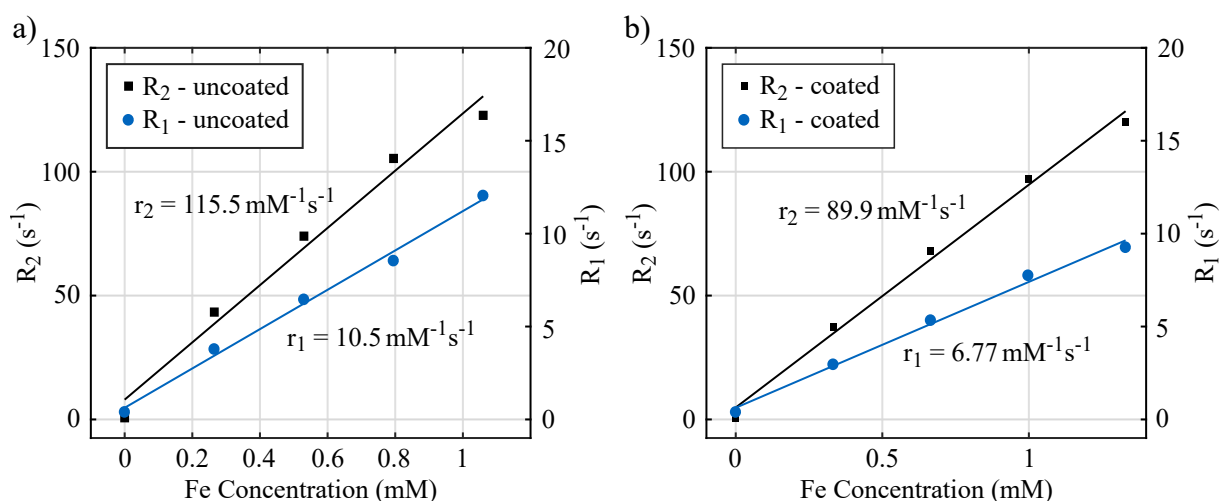 a)
150
100
50
0
R2 (s-1)
R2 - uncoated
R1 - uncoated
r2 = 115.5 mM-1s-1
r1 = 10.5 mM-1s-1
20
15
10
5
0
R1 (s-1)
0 0.2 0.4 0.6 0.8 1
Fe Concentration (mM)
b)
150
100
50
0
R2 (s-1)
R2 - coated
R1 - coated
r2 = 89.9 mM-1s-1
r1 = 6.77 mM-1s-1
20
15
10
5
0
R1 (s-1)
0 0.5 1
Fe Concentration (mM)